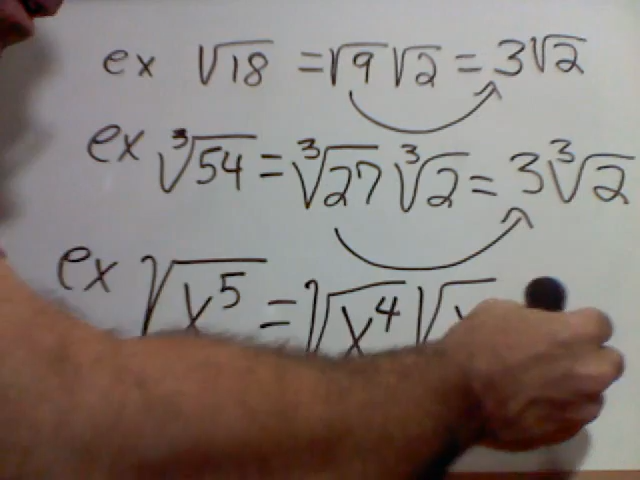 ex √18 = √9 √2 = 3√2
ex ∛54 = ∛27 ∛2 = 3∛2
ex √x⁵ = √x⁴ √x